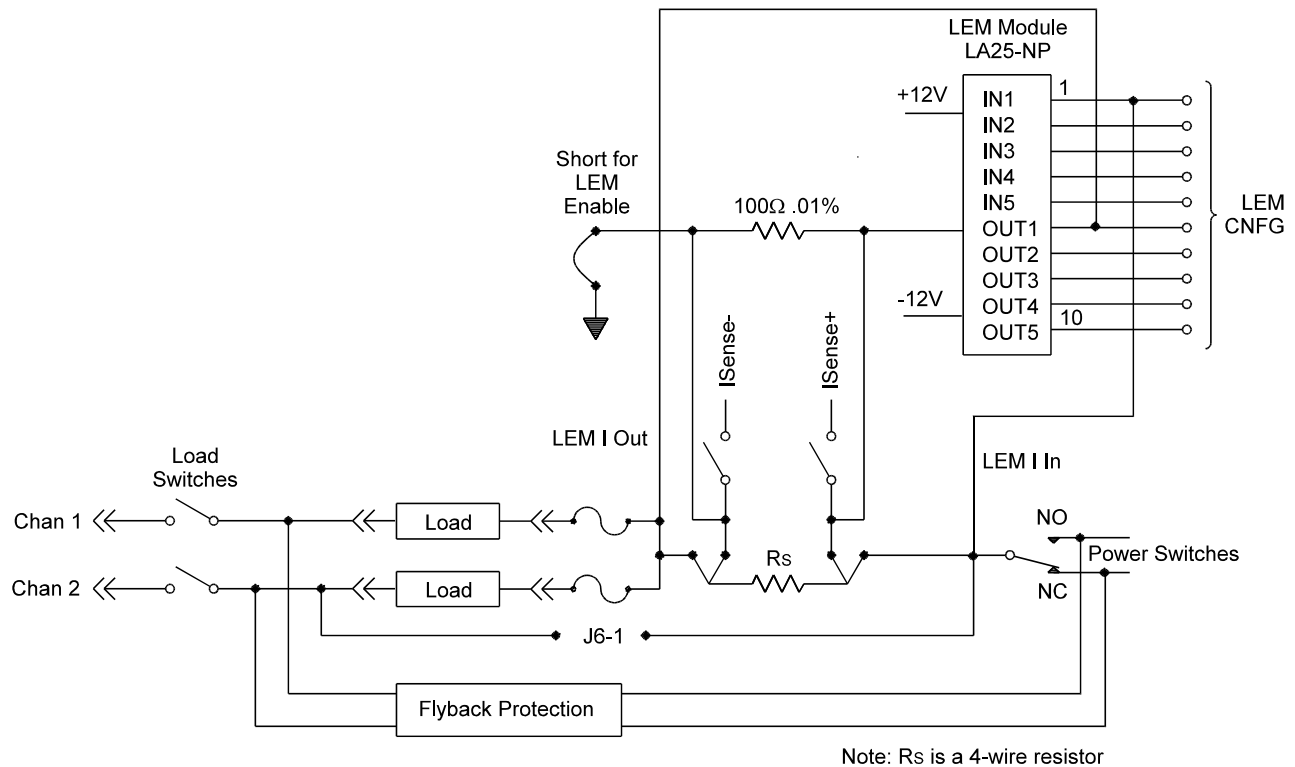 LEM Module
LA25-NP
+12V
-12V
1
10
IN1
IN2
IN3
IN4
IN5
OUT1
OUT2
OUT3
OUT4
OUT5
LEM
CNFG
Short for
LEM
Enable
100Ω .01%
ISense-
ISense+
LEM I Out
LEM I In
Load
Switches
Chan 1
Load
Chan 2
Load
Rs
NO
Power Switches
NC
J6-1
Flyback Protection
Note: Rs is a 4-wire resistor